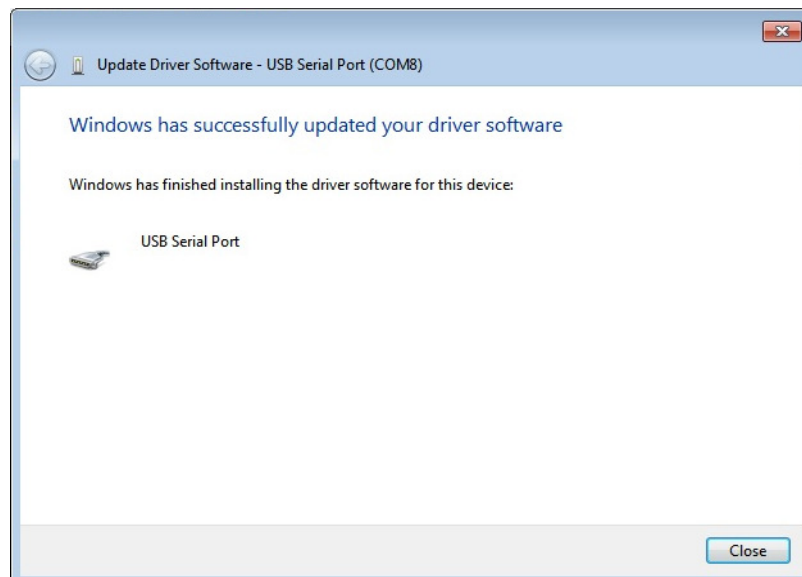 Update Driver Software - USB Serial Port (COM8)
Windows has successfully updated your driver software
Windows has finished installing the driver software for this device:
USB Serial Port
Close